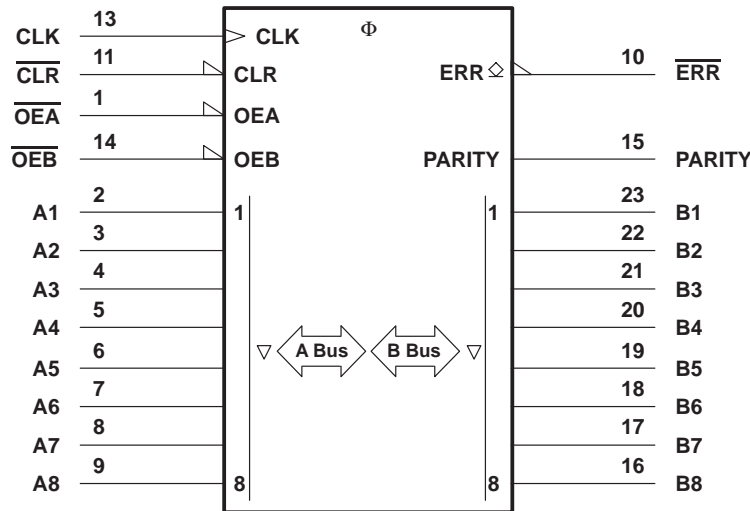 13
CLK
CLK
Φ
11
CLR
CLR
ERR
10
ERR
1
OEA
OEA
14
OEB
OEB
PARITY
15
PARITY
2
A1
1
1
23
B1
3
A2
22
B2
4
A3
21
B3
5
A4
20
B4
A Bus
B Bus
6
A5
19
B5
7
A6
18
B6
8
A7
17
B7
9
A8
8
8
16
B8